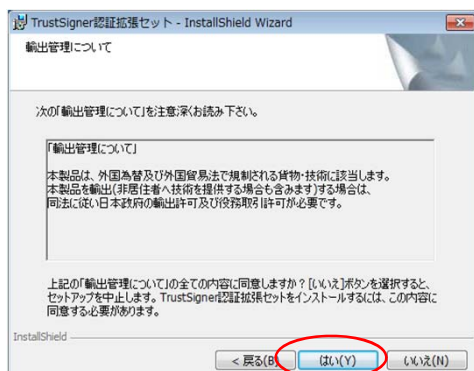 TrustSigner認証拡張セット - InstallShield Wizard
輸出管理について
次の「輸出管理について」を注意深くお読み下さい。
「輸出管理について」
本製品は、外国為替及び外国貿易法で規制される貨物・技術に該当します。
本製品を輸出(非居住者へ技術を提供する場合も含みます)する場合は、
同法に従い日本政府の輸出許可及び役務取引許可が必要です。
上記の「輸出管理について」の全ての内容に同意しますか？[いいえ]ボタンを選択すると、
セットアップを中止します。TrustSigner認証拡張セットをインストールするには、この内容に
同意する必要があります。
InstallShield
< 戻る(B) はい(Y) いいえ(N)